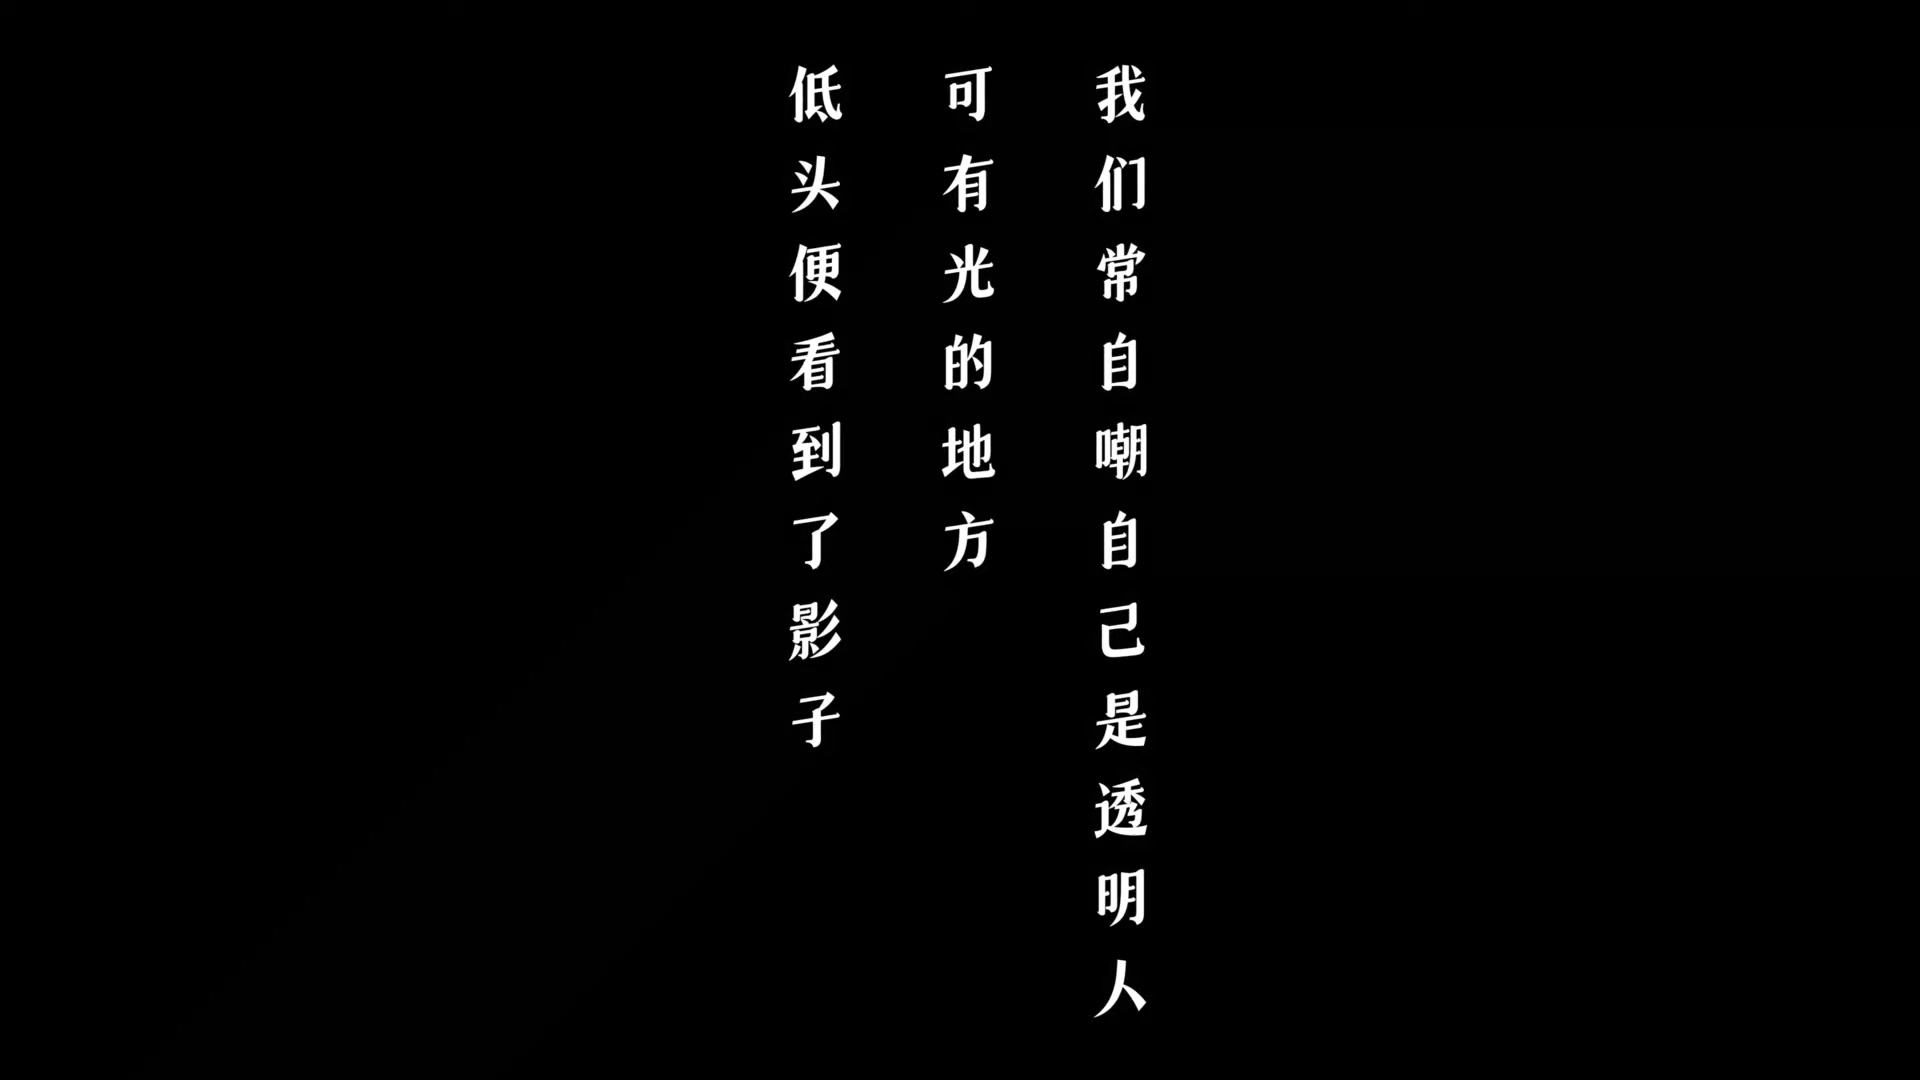 我们常自嘲自己是透明人
可有光的地方
低头便看到了影子